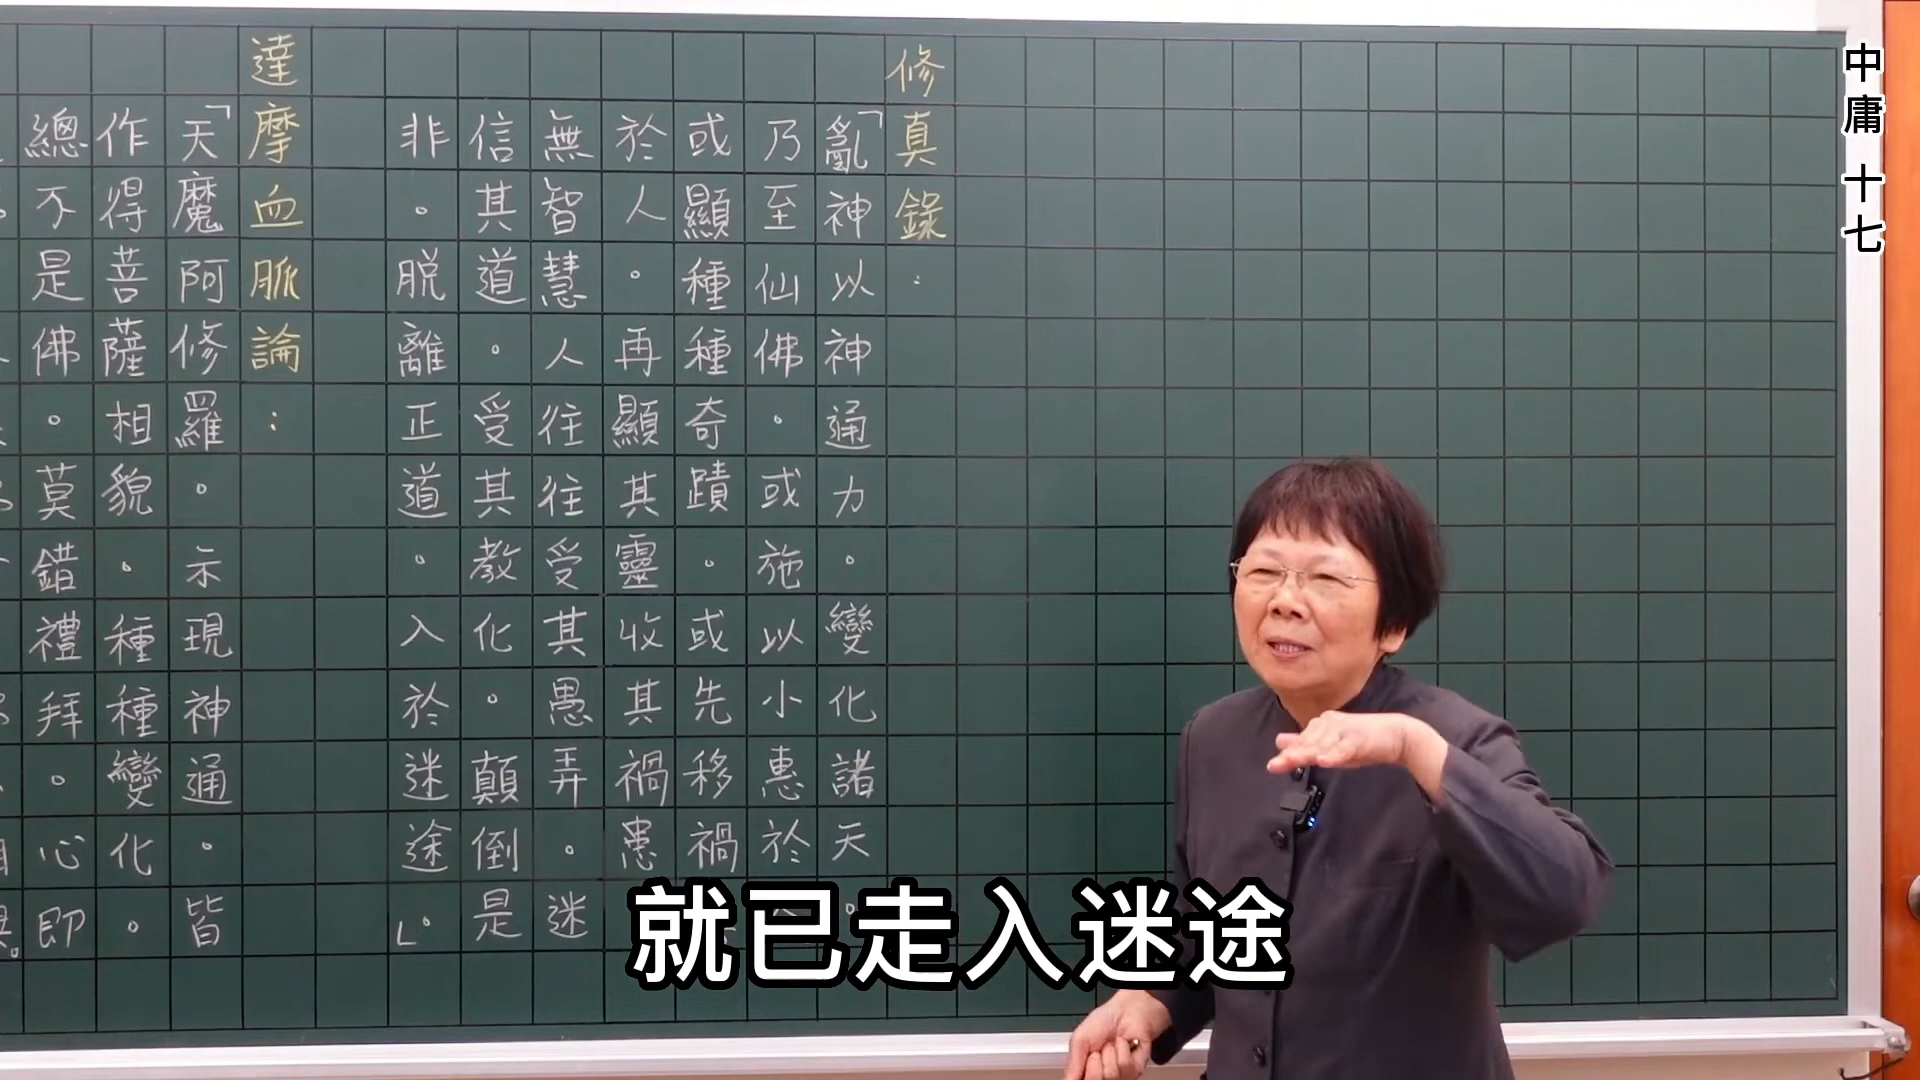 中庸 十七
修真錄：
「亂神以神通力。變化諸天。
乃至仙佛。或施以小惠於
或顯種種奇蹟。或先移禍
於人。再顯其靈收其禍患
無智慧人往往受其愚弄。迷
信其道。受其教化。顛倒是
非。脫離正道。入於迷途。」
達摩血脈論：
「天魔阿修羅。示現神通。皆
作得菩薩相貌。種種變化。
總不是佛。莫錯禮拜。心即
就已走入迷途